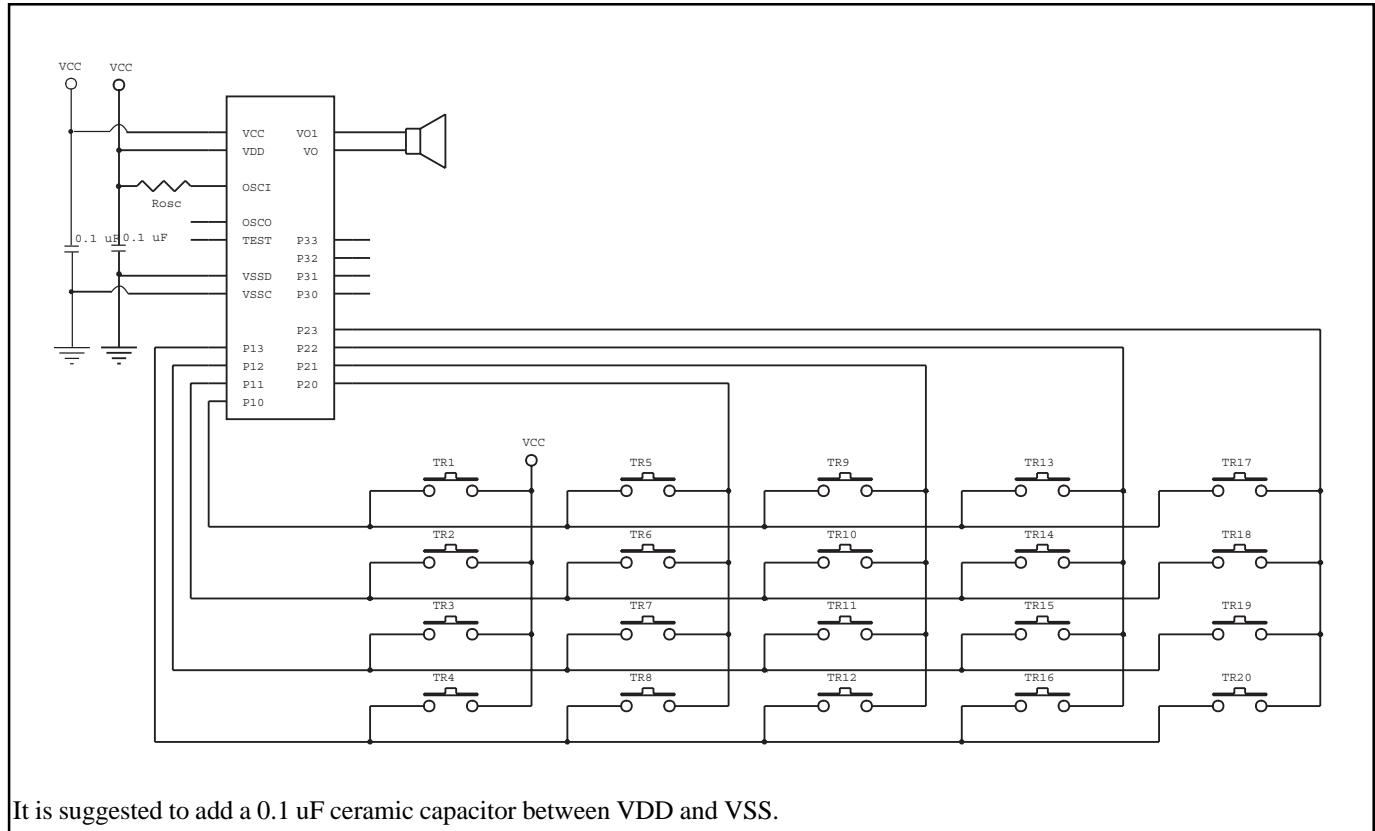 VCC VCC
VCC VO1
VDD VO
OSCI
Rosc
OSCO
0.1 uF 0.1 uF
TEST P33
P32
VSSD P31
VSSC P30
P23
P13 P22
P12 P21
P11 P20
P10
VCC
TR1 TR5 TR9 TR13 TR17
TR2 TR6 TR10 TR14 TR18
TR3 TR7 TR11 TR15 TR19
TR4 TR8 TR12 TR16 TR20
It is suggested to add a 0.1 uF ceramic capacitor between VDD and VSS.